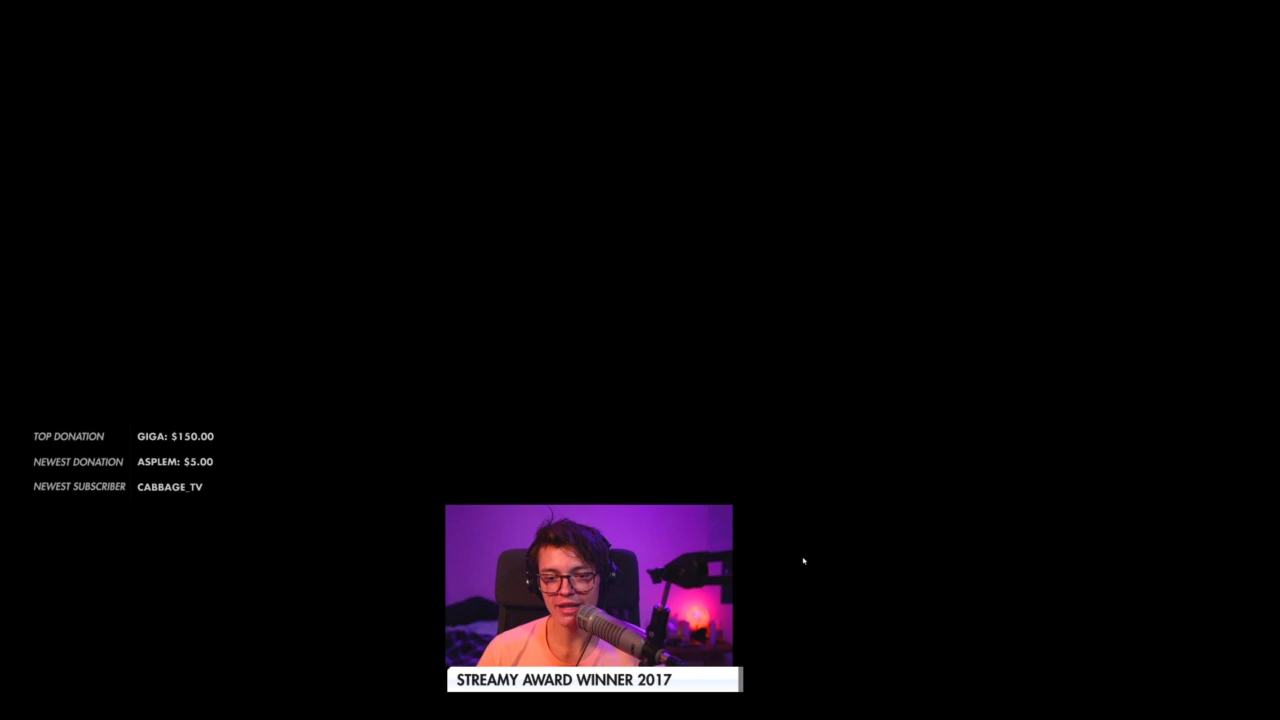 TOP DONATION GIGA: $150.00
NEWEST DONATION ASPLEM: $5.00
NEWEST SUBSCRIBER CABBAGE_TV
STREAMY AWARD WINNER 2017